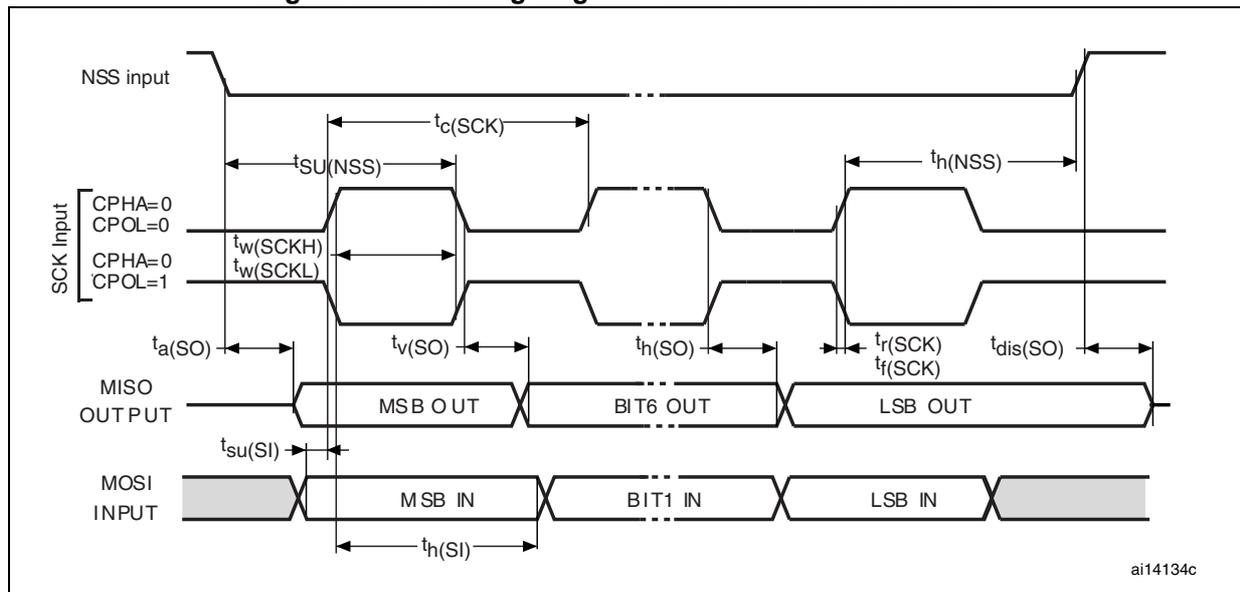 NSS input
tc(SCK)
tSU(NSS)
th(NSS)
SCK Input
CPHA=0
CPOL=0
tw(SCKH)
tw(SCKL)
CPHA=0
CPOL=1
ta(SO)
tv(SO)
th(SO)
tr(SCK)
tf(SCK)
tdis(SO)
MISO
OUTPUT
MSB OUT
BIT6 OUT
LSB OUT
tsu(SI)
MOSI
INPUT
MSB IN
BIT1 IN
LSB IN
th(SI)
ai14134c